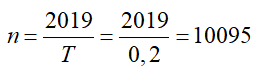 n = 2019/T = 2019/0,2 = 10095